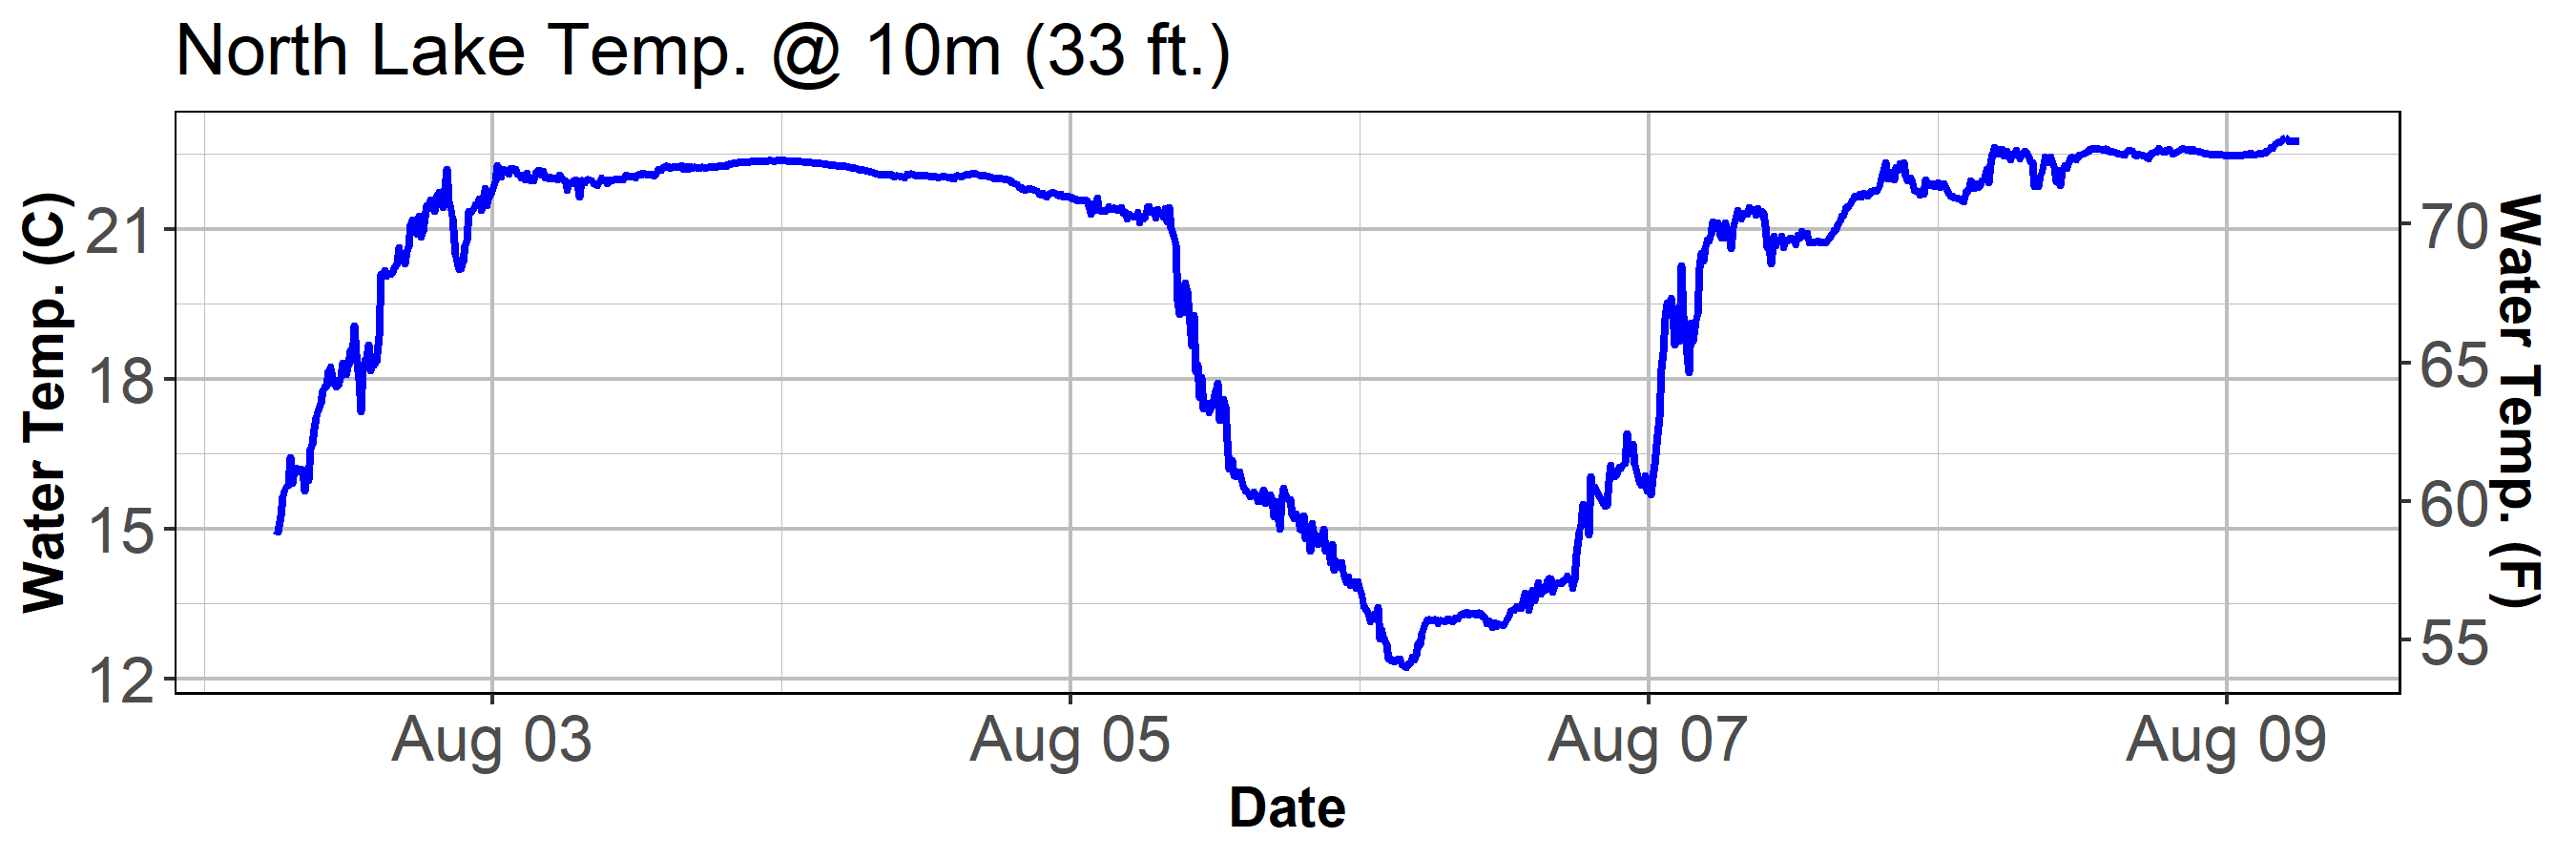 North Lake Temp. @ 10m (33 ft.)
Water Temp. (C)
21
18
15
12
70
65
60
55
Water Temp. (F)
Aug 03 Aug 05 Aug 07 Aug 09
Date